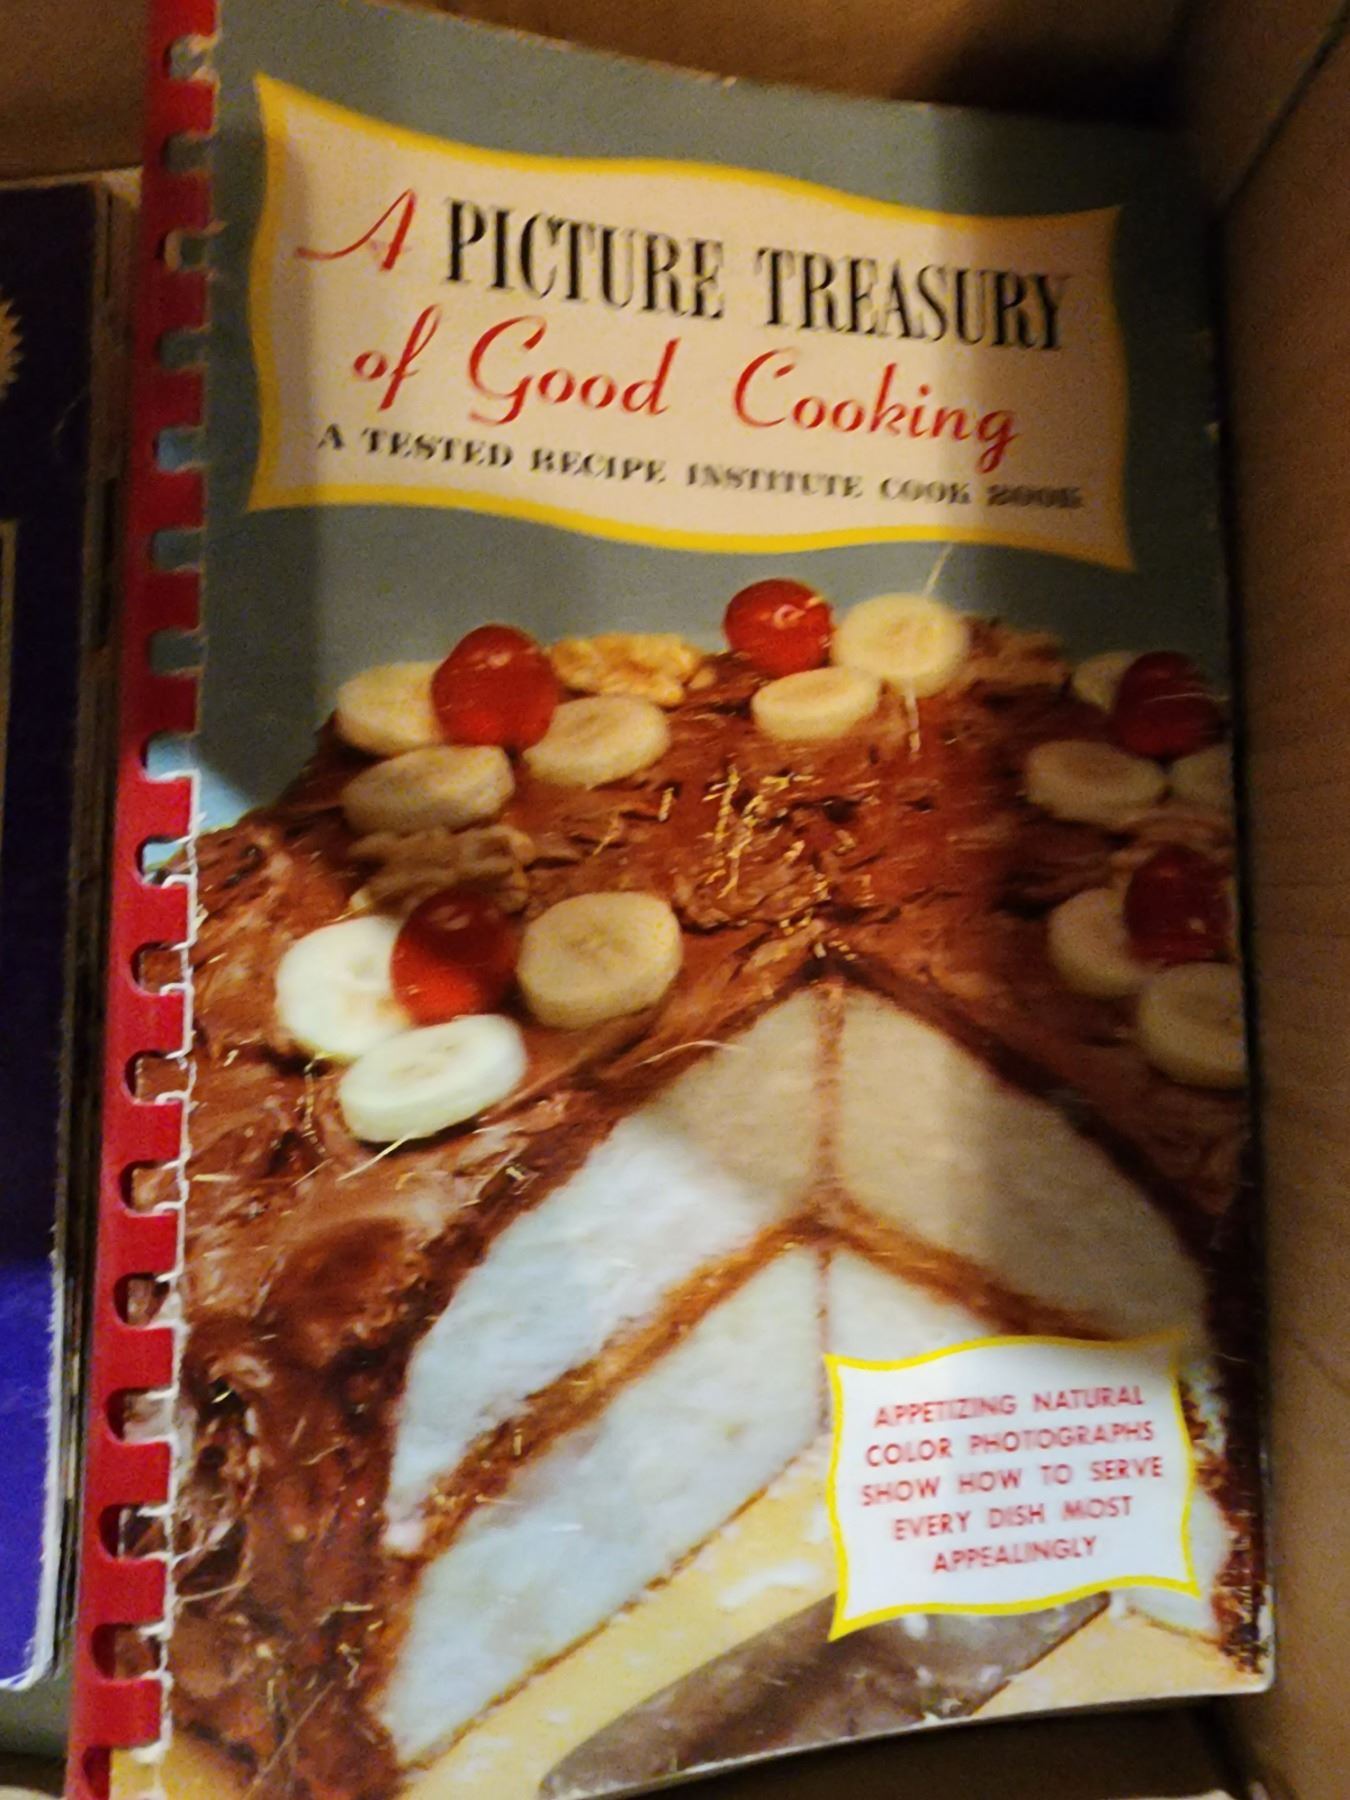 A PICTURE TREASURY
of Good Cooking
A TESTED RECIPE INSTITUTE COOK BOOK
APPETIZING NATURAL
COLOR PHOTOGRAPHS
SHOW HOW TO SERVE
EVERY DISH MOST
APPEALINGLY